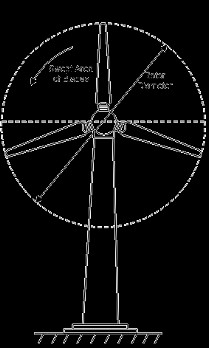 Swept Area
of Blades
Rotor
Diameter